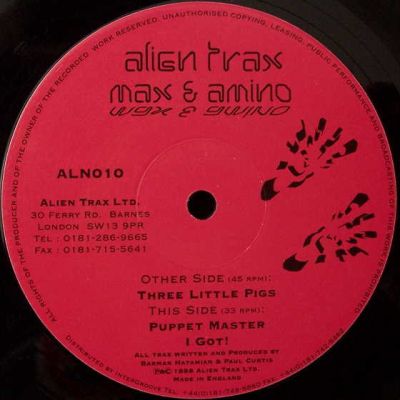 ALL RIGHTS OF THE PRODUCER AND OF THE OWNER OF THE RECORDED WORK RESERVED. UNAUTHORISED COPYING, LEASING, PUBLIC PERFORMANCE AND BROADCASTING OF THIS WORK PROHIBITED
alien trax
max & amino
max & amino
ALN010
ALIEN TRAX LTD.
30 FERRY RD. BARNES
LONDON SW13 9PR
TEL : 0181-286-9665
FAX : 0181-715-5641
OTHER SIDE (45 RPM):
THREE LITTLE PIGS
THIS SIDE (33 RPM):
PUPPET MASTER
I GOT!
ALL TRAX WRITTEN AND PRODUCED BY
BAHMAN HATAMIAN & PAUL CURTIS
P&C 1998 ALIEN TRAX LTD.
MADE IN ENGLAND.
DISTRIBUTED BY INTERGROOVE TEL.